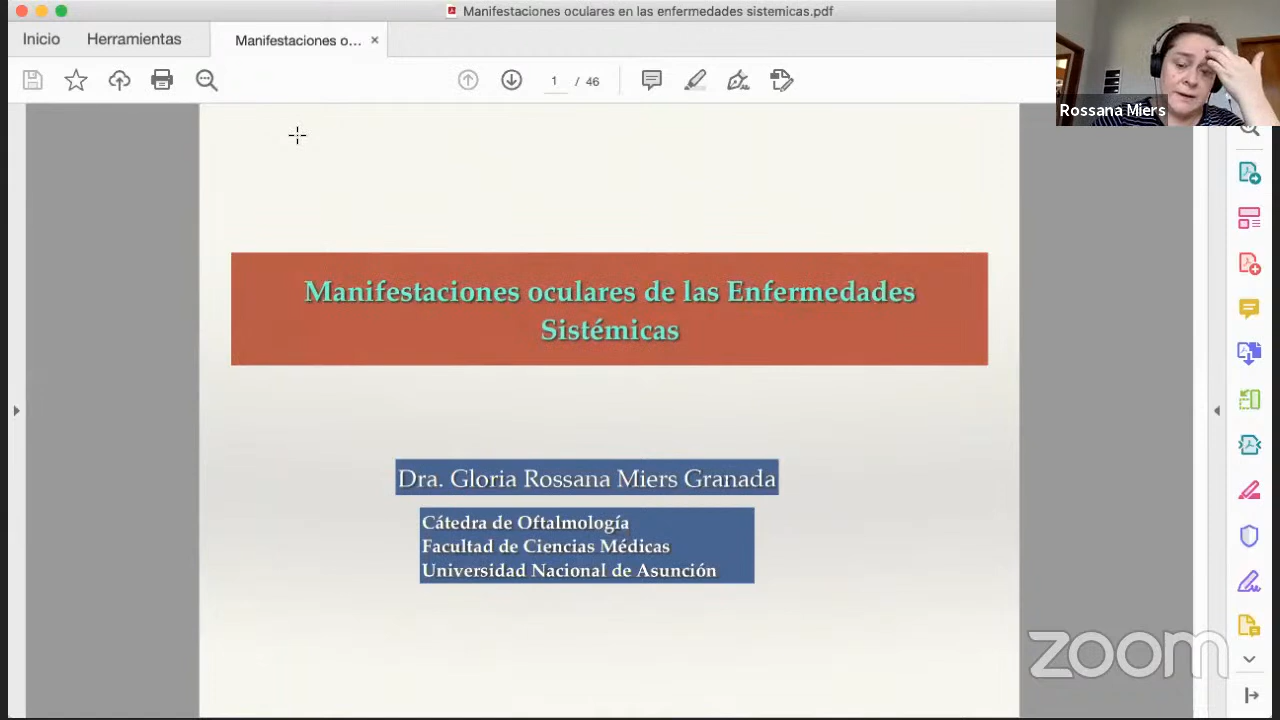 Manifestaciones oculares en las enfermedades sistemicas.pdf
Inicio
Herramientas
Manifestaciones o...
1 / 46
Rossana Miers
Manifestaciones oculares de las Enfermedades
Sistémicas
Dra. Gloria Rossana Miers Granada
Cátedra de Oftalmología
Facultad de Ciencias Médicas
Universidad Nacional de Asunción
zoom